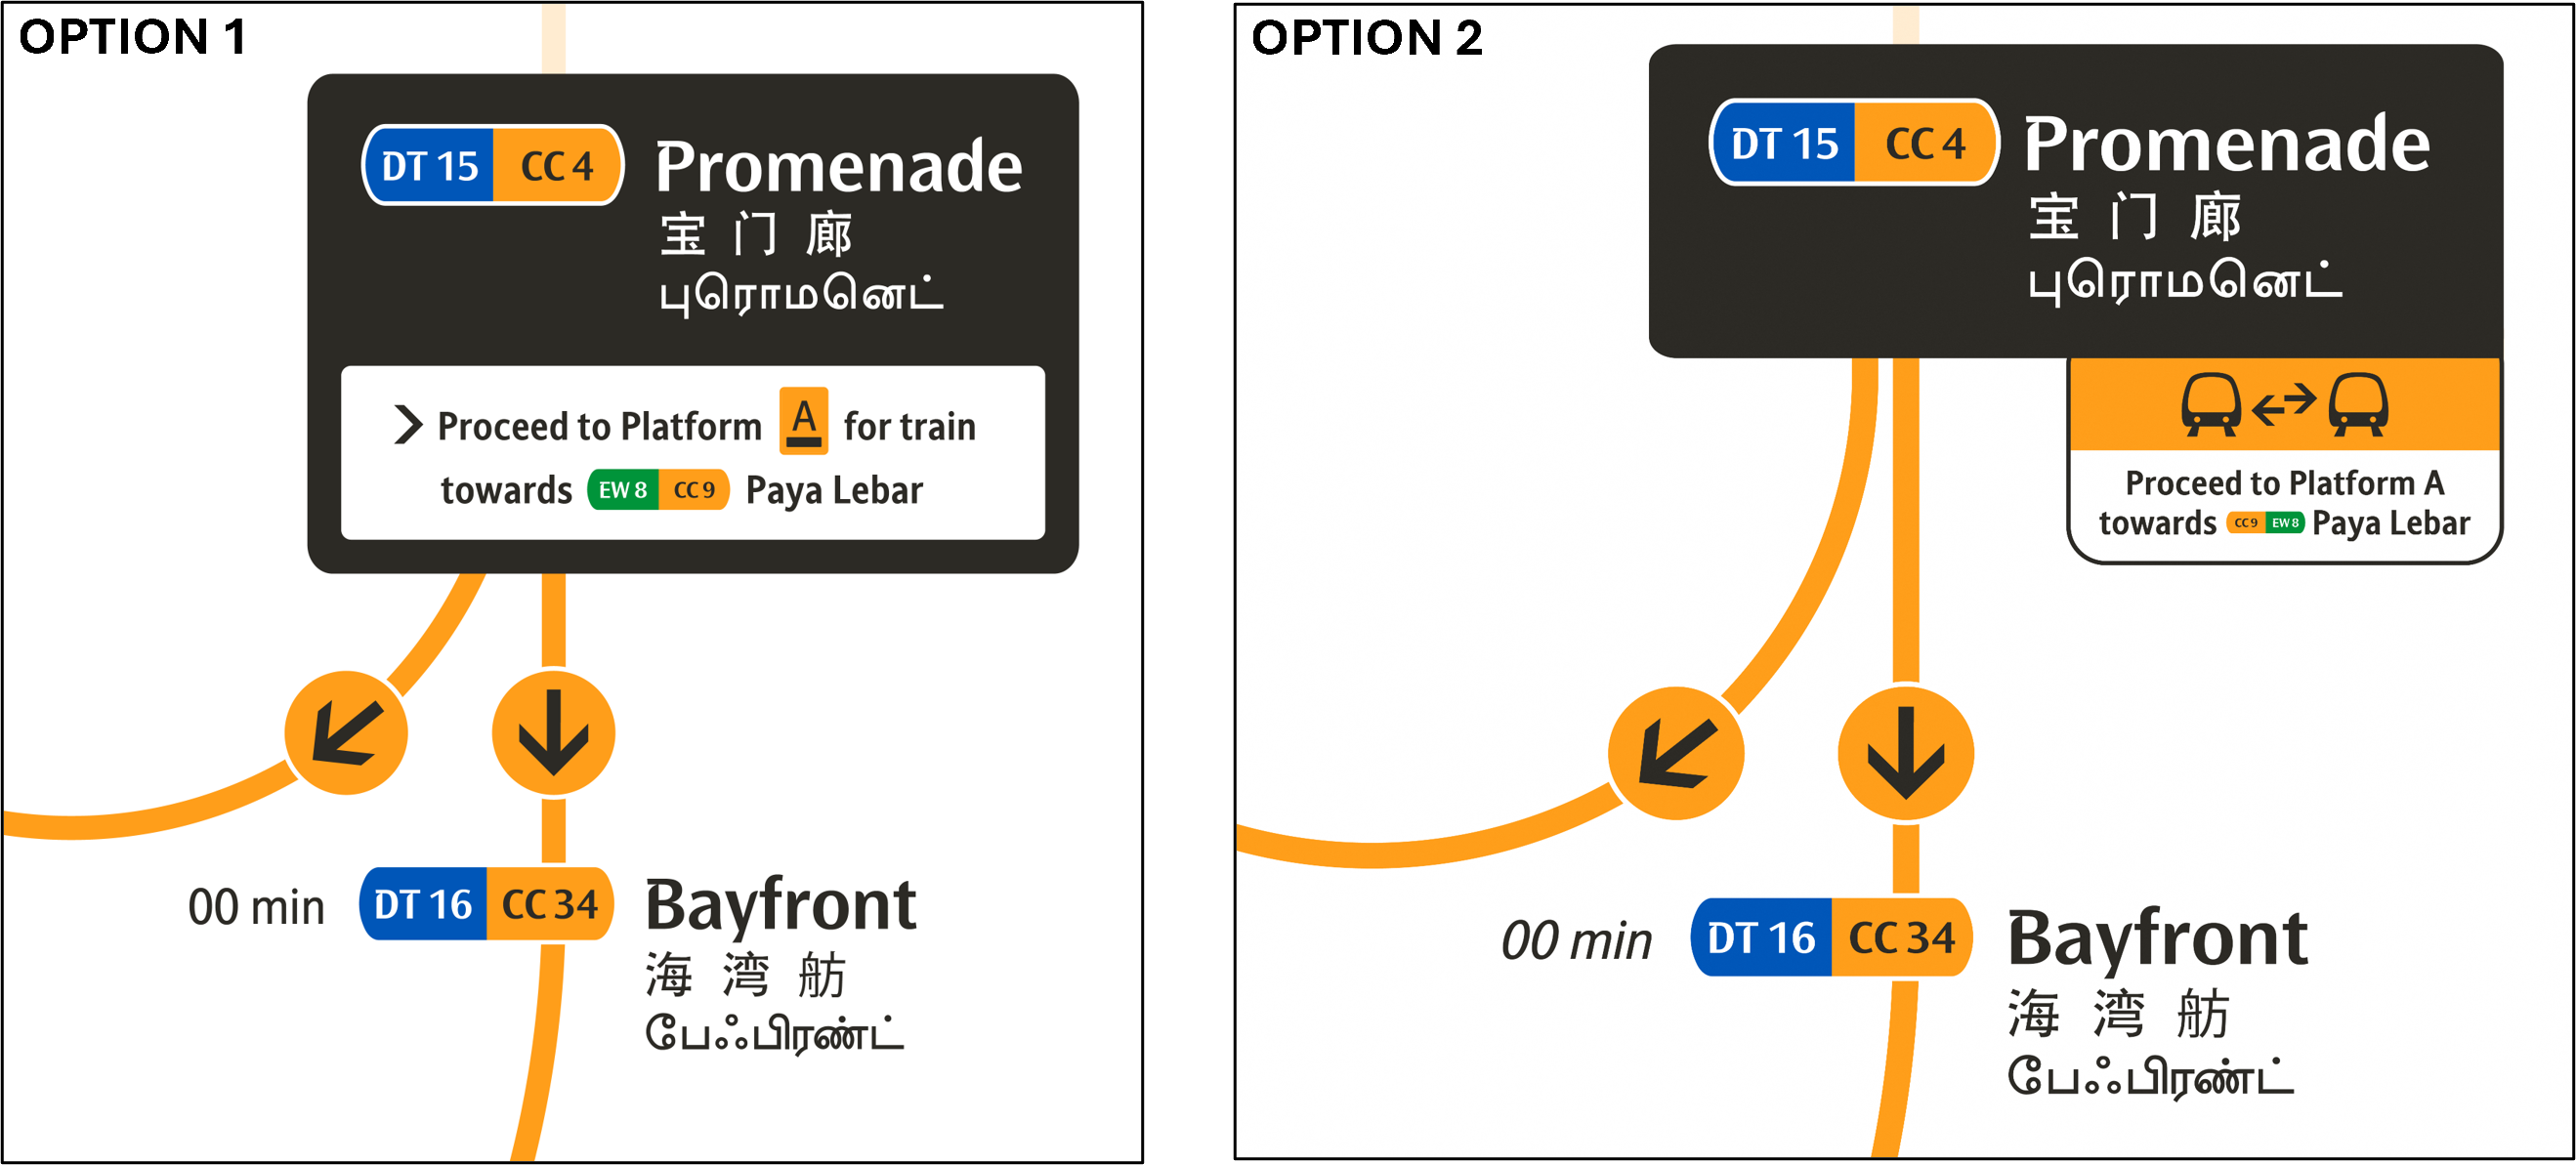 OPTION 1
DT 15 CC 4 Promenade
宝 门 廊
புரொமனெட்
Proceed to Platform A for train
towards EW 8 CC 9 Paya Lebar
00 min DT 16 CC 34 Bayfront
海 湾 舫
பேஃபிரண்ட்
OPTION 2
DT 15 CC 4 Promenade
宝 门 廊
புரொமனெட்
Proceed to Platform A
towards CC 9 EW 8 Paya Lebar
00 min DT 16 CC 34 Bayfront
海 湾 舫
பேஃபிரண்ட்